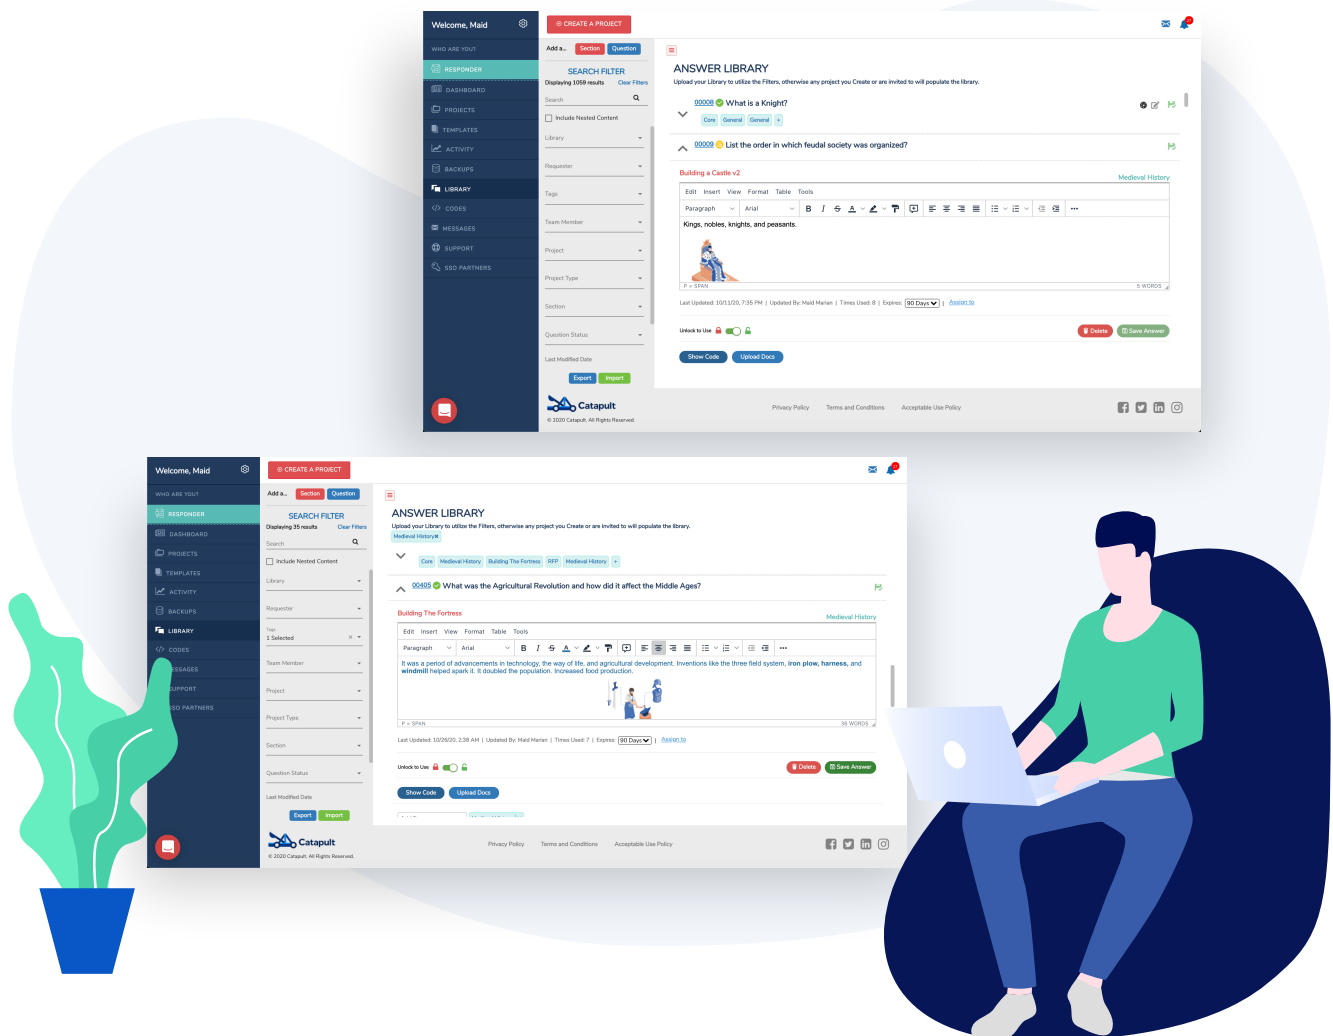 Welcome, Maid
CREATE A PROJECT
WHO ARE YOU?
RESPONDER
DASHBOARD
PROJECTS
TEMPLATES
ACTIVITY
BACKUPS
LIBRARY
CODES
MESSAGES
SUPPORT
SSO PARTNERS
Add a... Section Question
SEARCH FILTER
Displaying 1059 results Clear Filters
Search
Include Nested Content
Library
Requester
Tags
Team Member
Project
Project Type
Section
Question Status
Last Modified Date
Export Import
ANSWER LIBRARY
Upload your Library to utilize the Filters, otherwise any project you Create or are invited to will populate the library.
00008 What is a Knight?
Core General General +
00009 List the order in which feudal society was organized?
Building a Castle v2
Medieval History
Edit Insert View Format Table Tools
Paragraph Arial B I S A
Kings, nobles, knights, and peasants.
P » SPAN 5 WORDS
Last Updated: 10/11/20, 7:35 PM | Updated By: Maid Marian | Times Used: 8 | Expires: 90 Days | Assign to
Unlock to Use Delete Save Answer
Show Code Upload Docs
Catapult
© 2020 Catapult. All Rights Reserved.
Privacy Policy Terms and Conditions Acceptable Use Policy
Welcome, Maid
CREATE A PROJECT
WHO ARE YOU?
RESPONDER
DASHBOARD
PROJECTS
TEMPLATES
ACTIVITY
BACKUPS
LIBRARY
CODES
ESSAGES
UPPORT
SO PARTNERS
Add a... Section Question
SEARCH FILTER
Displaying 35 results Clear Filters
Search
Include Nested Content
Library
Requester
Tags
1 Selected
Team Member
Project
Project Type
Section
Question Status
Last Modified Date
Export Import
ANSWER LIBRARY
Upload your Library to utilize the Filters, otherwise any project you Create or are invited to will populate the library.
Medieval History
Core Medieval History Building The Fortress RFP Medieval History +
00405 What was the Agricultural Revolution and how did it affect the Middle Ages?
Building The Fortress
Medieval History
Edit Insert View Format Table Tools
Paragraph Arial B I S A
It was a period of advancements in technology, the way of life, and agricultural development. Inventions like the three field system, iron plow, harness, and
windmill helped spark it. It doubled the population. Increased food production.
P » SPAN 36 WORDS
Last Updated: 10/26/20, 2:38 AM | Updated By: Maid Marian | Times Used: 7 | Expires: 90 Days | Assign to
Unlock to Use Delete Save Answer
Show Code Upload Docs
Catapult
© 2020 Catapult. All Rights Reserved.
Privacy Policy Terms and Conditions Acceptable Use Policy